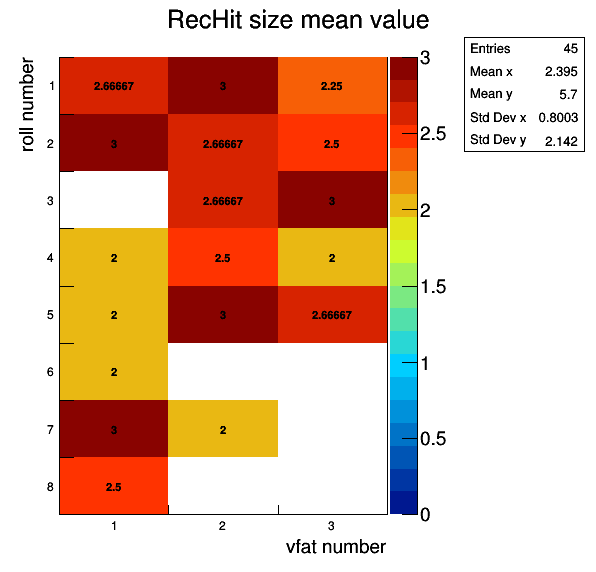 RecHit size mean value
Entries 45
Mean x 2.395
Mean y 5.7
Std Dev x 0.8003
Std Dev y 2.142
roll number
1 2.66667 3 2.25
2 3 2.66667 2.5
3 2.66667 3
4 2 2.5 2
5 2 3 2.66667
6 2
7 3 2
8 2.5
1 2 3
vfat number
3
2.5
2
1.5
1
0.5
0